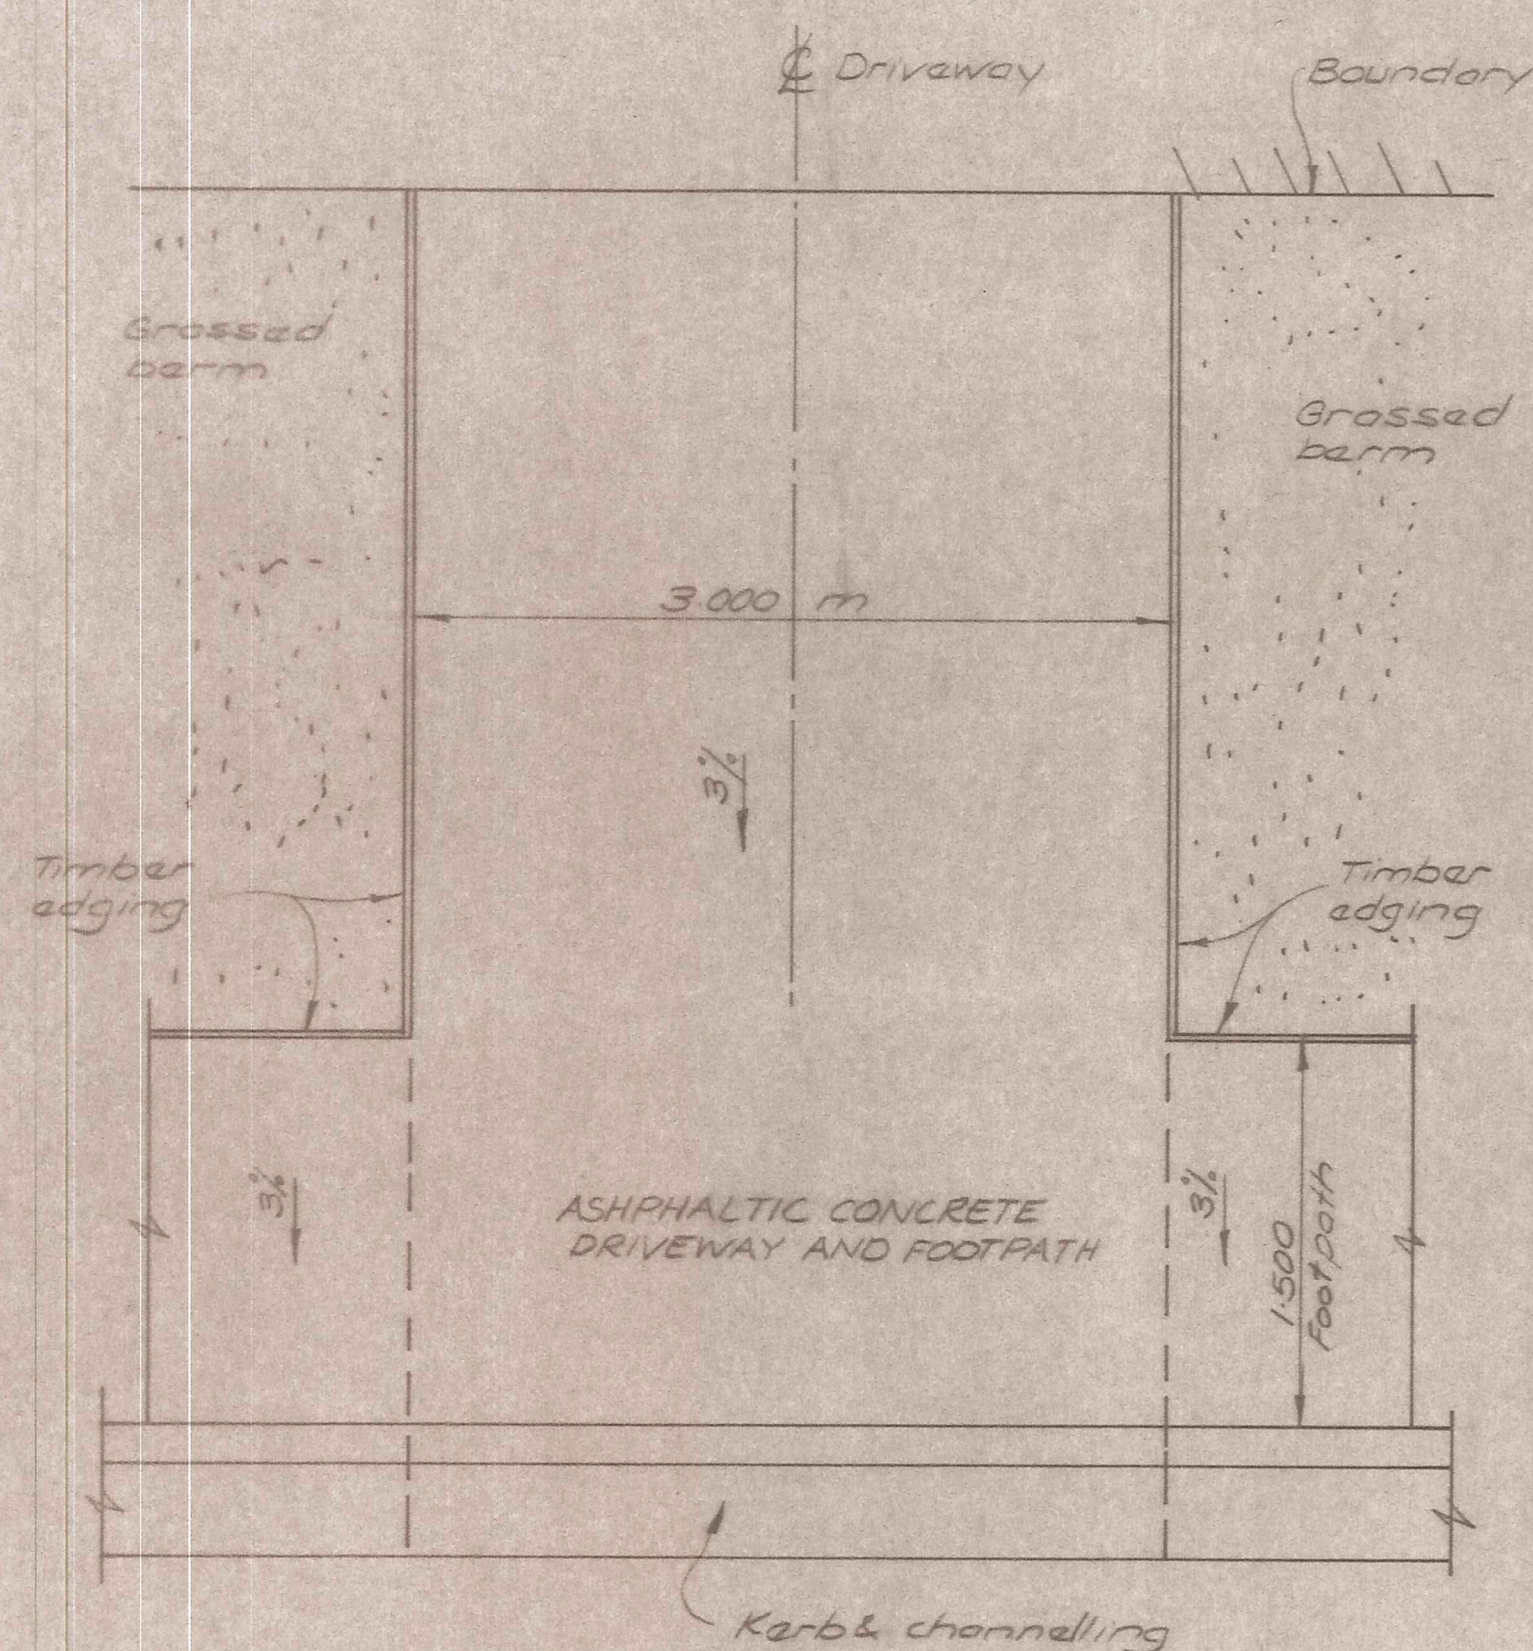 ℄ Driveway
Boundary
Grassed
berm
Grassed
berm
3.000 m
3%
Timber
edging
Timber
edging
3%
ASHPHALTIC CONCRETE
DRIVEWAY AND FOOTPATH
3%
1.500
Footpath
Kerb & channelling